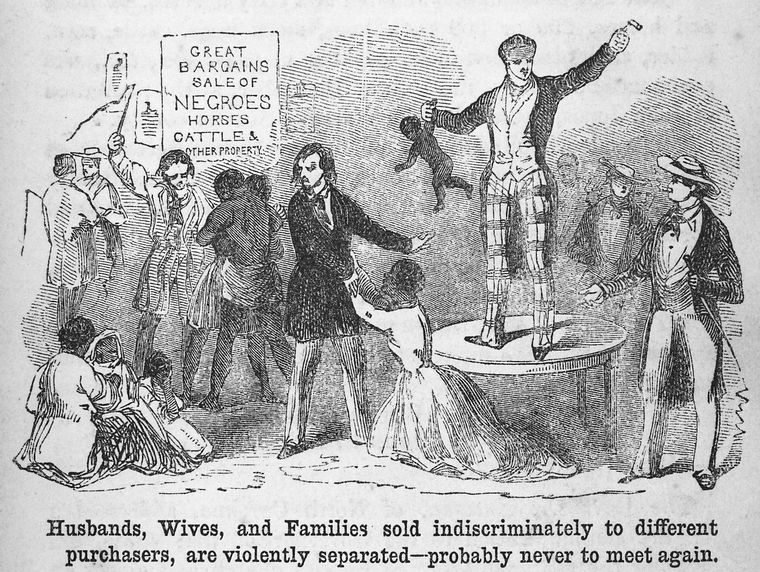 GREAT
BARGAINS
SALE OF
NEGROES
HORSES
CATTLE &
OTHER PROPERTY
Husbands, Wives, and Families sold indiscriminately to different
purchasers, are violently separated—probably never to meet again.